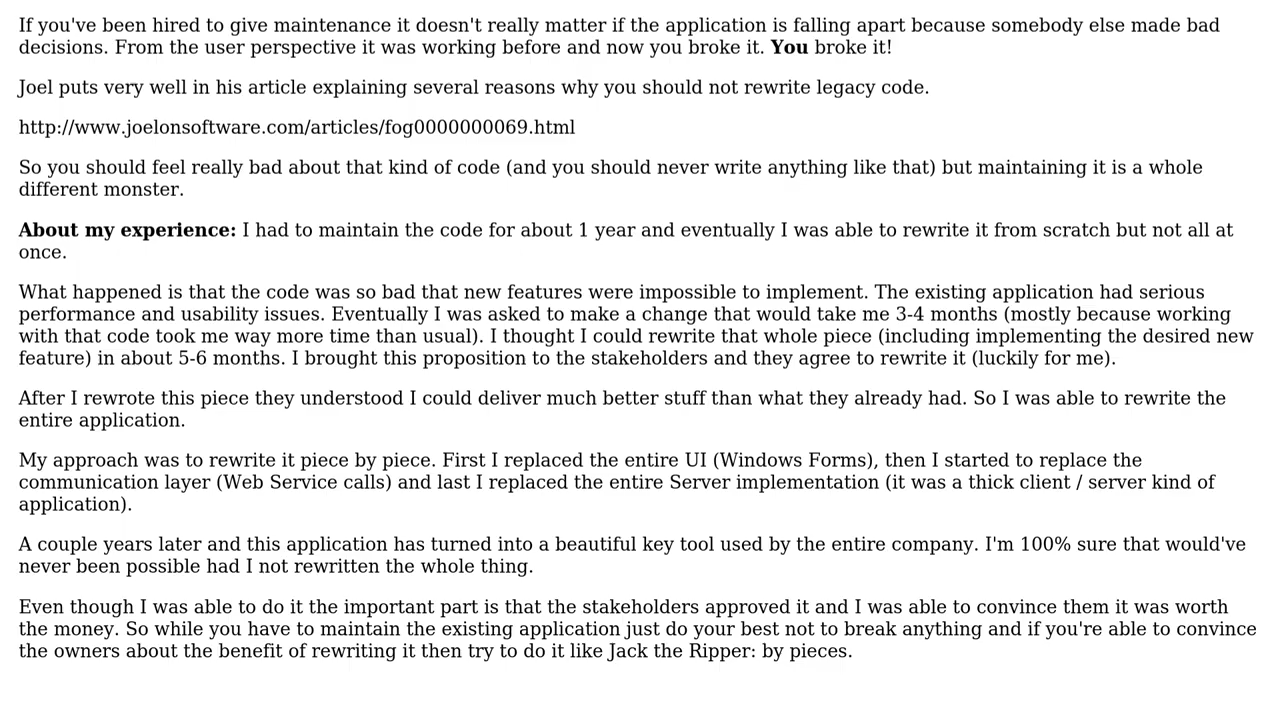 If you've been hired to give maintenance it doesn't really matter if the application is falling apart because somebody else made bad
decisions. From the user perspective it was working before and now you broke it. You broke it!
Joel puts very well in his article explaining several reasons why you should not rewrite legacy code.
http://www.joelonsoftware.com/articles/fog0000000069.html
So you should feel really bad about that kind of code (and you should never write anything like that) but maintaining it is a whole
different monster.
About my experience: I had to maintain the code for about 1 year and eventually I was able to rewrite it from scratch but not all at
once.
What happened is that the code was so bad that new features were impossible to implement. The existing application had serious
performance and usability issues. Eventually I was asked to make a change that would take me 3-4 months (mostly because working
with that code took me way more time than usual). I thought I could rewrite that whole piece (including implementing the desired new
feature) in about 5-6 months. I brought this proposition to the stakeholders and they agree to rewrite it (luckily for me).
After I rewrote this piece they understood I could deliver much better stuff than what they already had. So I was able to rewrite the
entire application.
My approach was to rewrite it piece by piece. First I replaced the entire UI (Windows Forms), then I started to replace the
communication layer (Web Service calls) and last I replaced the entire Server implementation (it was a thick client / server kind of
application).
A couple years later and this application has turned into a beautiful key tool used by the entire company. I'm 100% sure that would've
never been possible had I not rewritten the whole thing.
Even though I was able to do it the important part is that the stakeholders approved it and I was able to convince them it was worth
the money. So while you have to maintain the existing application just do your best not to break anything and if you're able to convince
the owners about the benefit of rewriting it then try to do it like Jack the Ripper: by pieces.